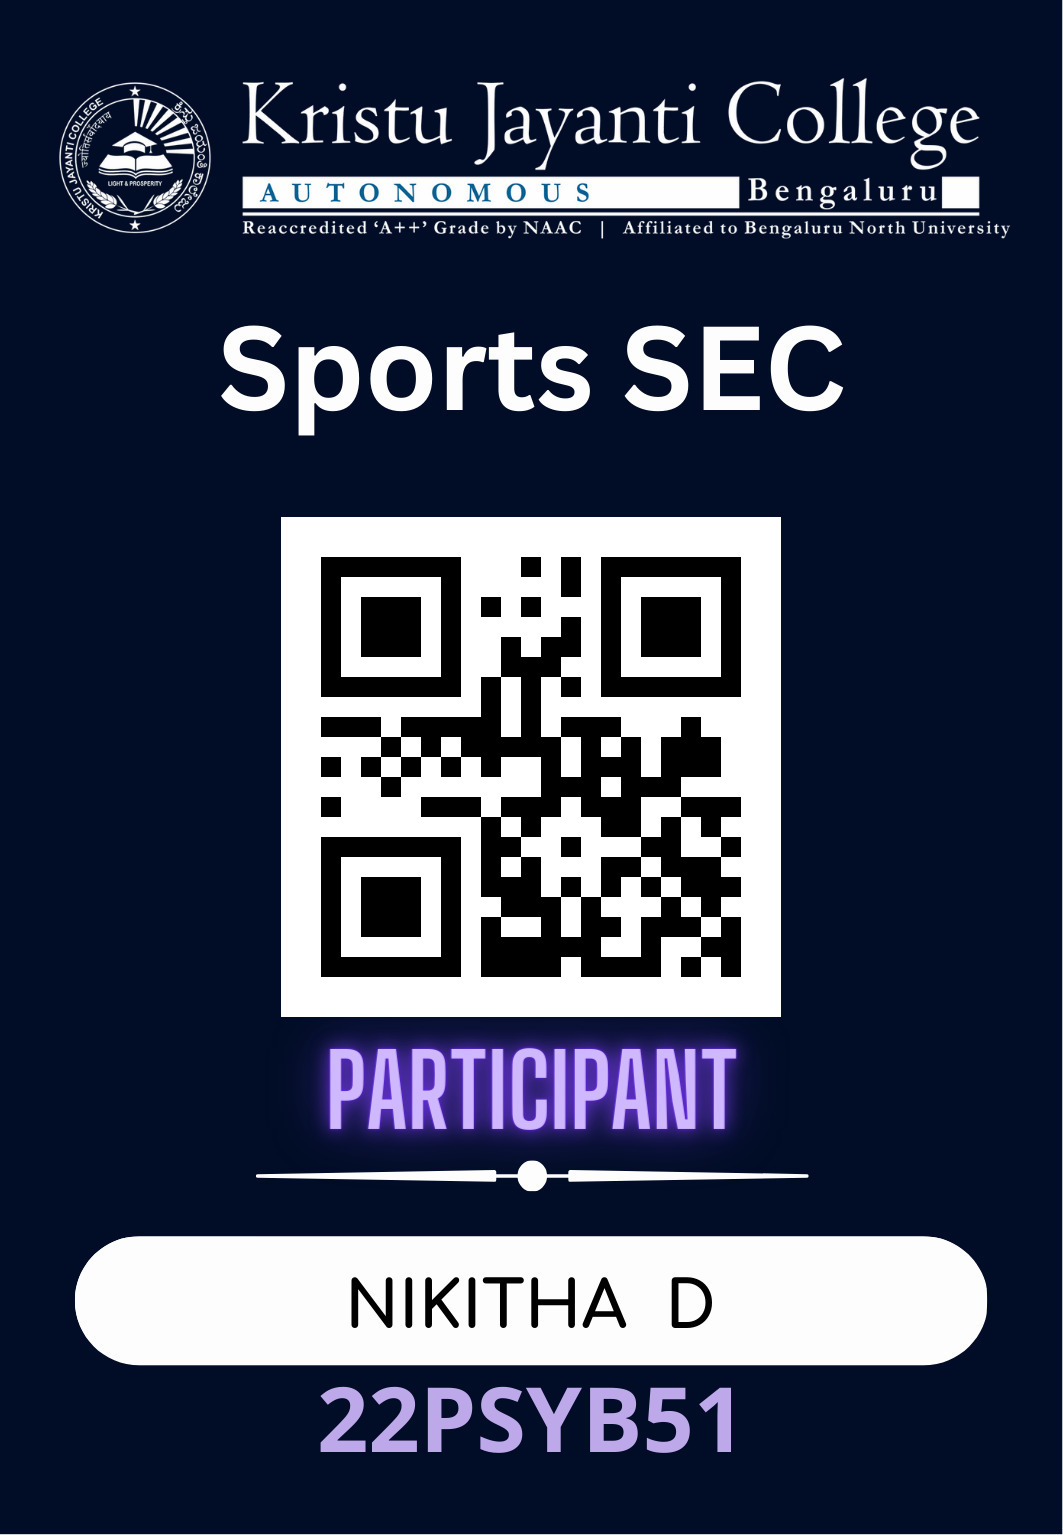 KRISTU JAYANTI COLLEGE
ಕ್ರಿಸ್ತು ಜಯಂತಿ ಕಾಲೇಜು
LIGHT & PROSPERITY
Kristu Jayanti College
AUTONOMOUS Bengaluru
Reaccredited ‘A++’ Grade by NAAC | Affiliated to Bengaluru North University
Sports SEC
PARTICIPANT
NIKITHA D
22PSYB51